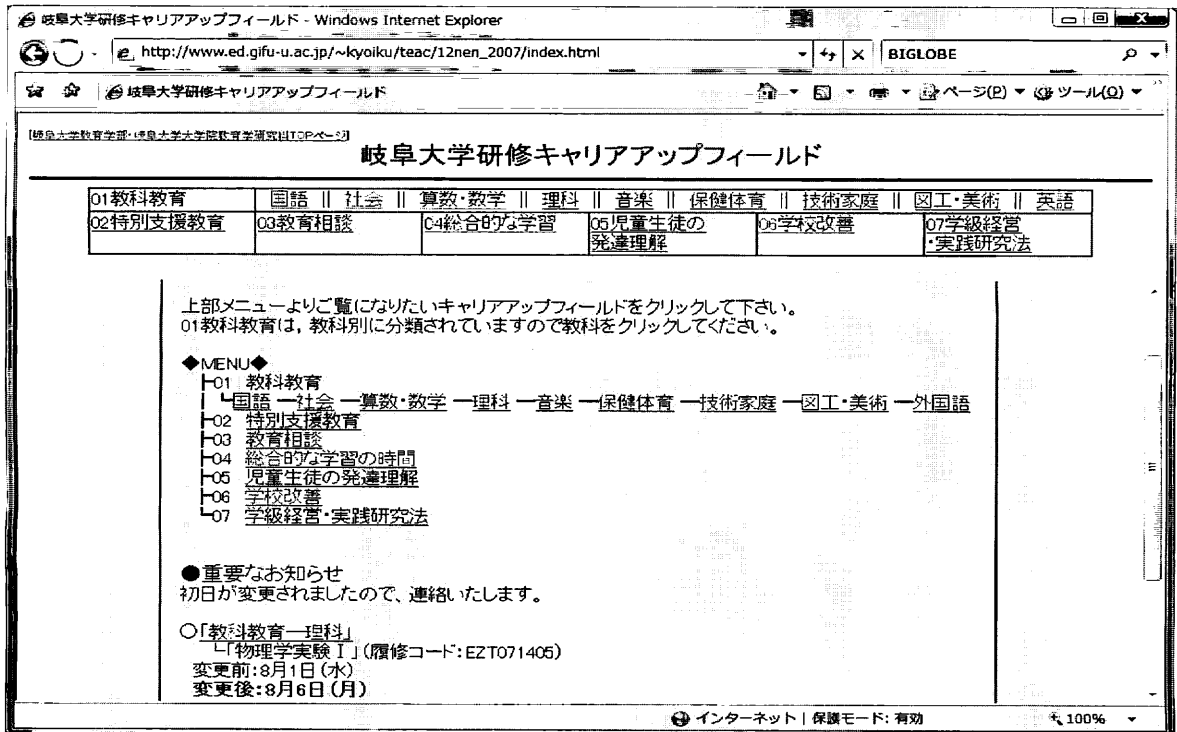 岐阜大学研修キャリアアップフィールド - Windows Internet Explorer
http://www.ed.gifu-u.ac.jp/~kyoiku/teac/12nen_2007/index.html
BIGLOBE
岐阜大学研修キャリアアップフィールド
ページ(P) ツール(O)
[岐阜大学教育学部・岐阜大学大学院教育学研究科TOPページ]
岐阜大学研修キャリアアップフィールド
01教科教育 国語 || 社会 || 算数・数学 || 理科 || 音楽 || 保健体育 || 技術家庭 || 図工・美術 || 英語
02特別支援教育 03教育相談 04総合的な学習 05児童生徒の発達理解 06学校改善 07学級経営・実践研究法
上部メニューよりご覧になりたいキャリアアップフィールドをクリックして下さい。
01教科教育は，教科別に分類されていますので教科をクリックしてください。
◆MENU◆
┣01 教科教育
┃┗国語 ━社会 ━算数・数学 ━理科 ━音楽 ━保健体育 ━技術家庭 ━図工・美術 ━外国語
┣02 特別支援教育
┣03 教育相談
┣04 総合的な学習の時間
┣05 児童生徒の発達理解
┣06 学校改善
┗07 学級経営・実践研究法
●重要なお知らせ
初日が変更されましたので、連絡いたします。
○「教科教育―理科」
└「物理学実験Ⅰ」(履修コード:EZT071405)
変更前:8月1日(水)
変更後:8月6日(月)
インターネット | 保護モード: 有効
100%